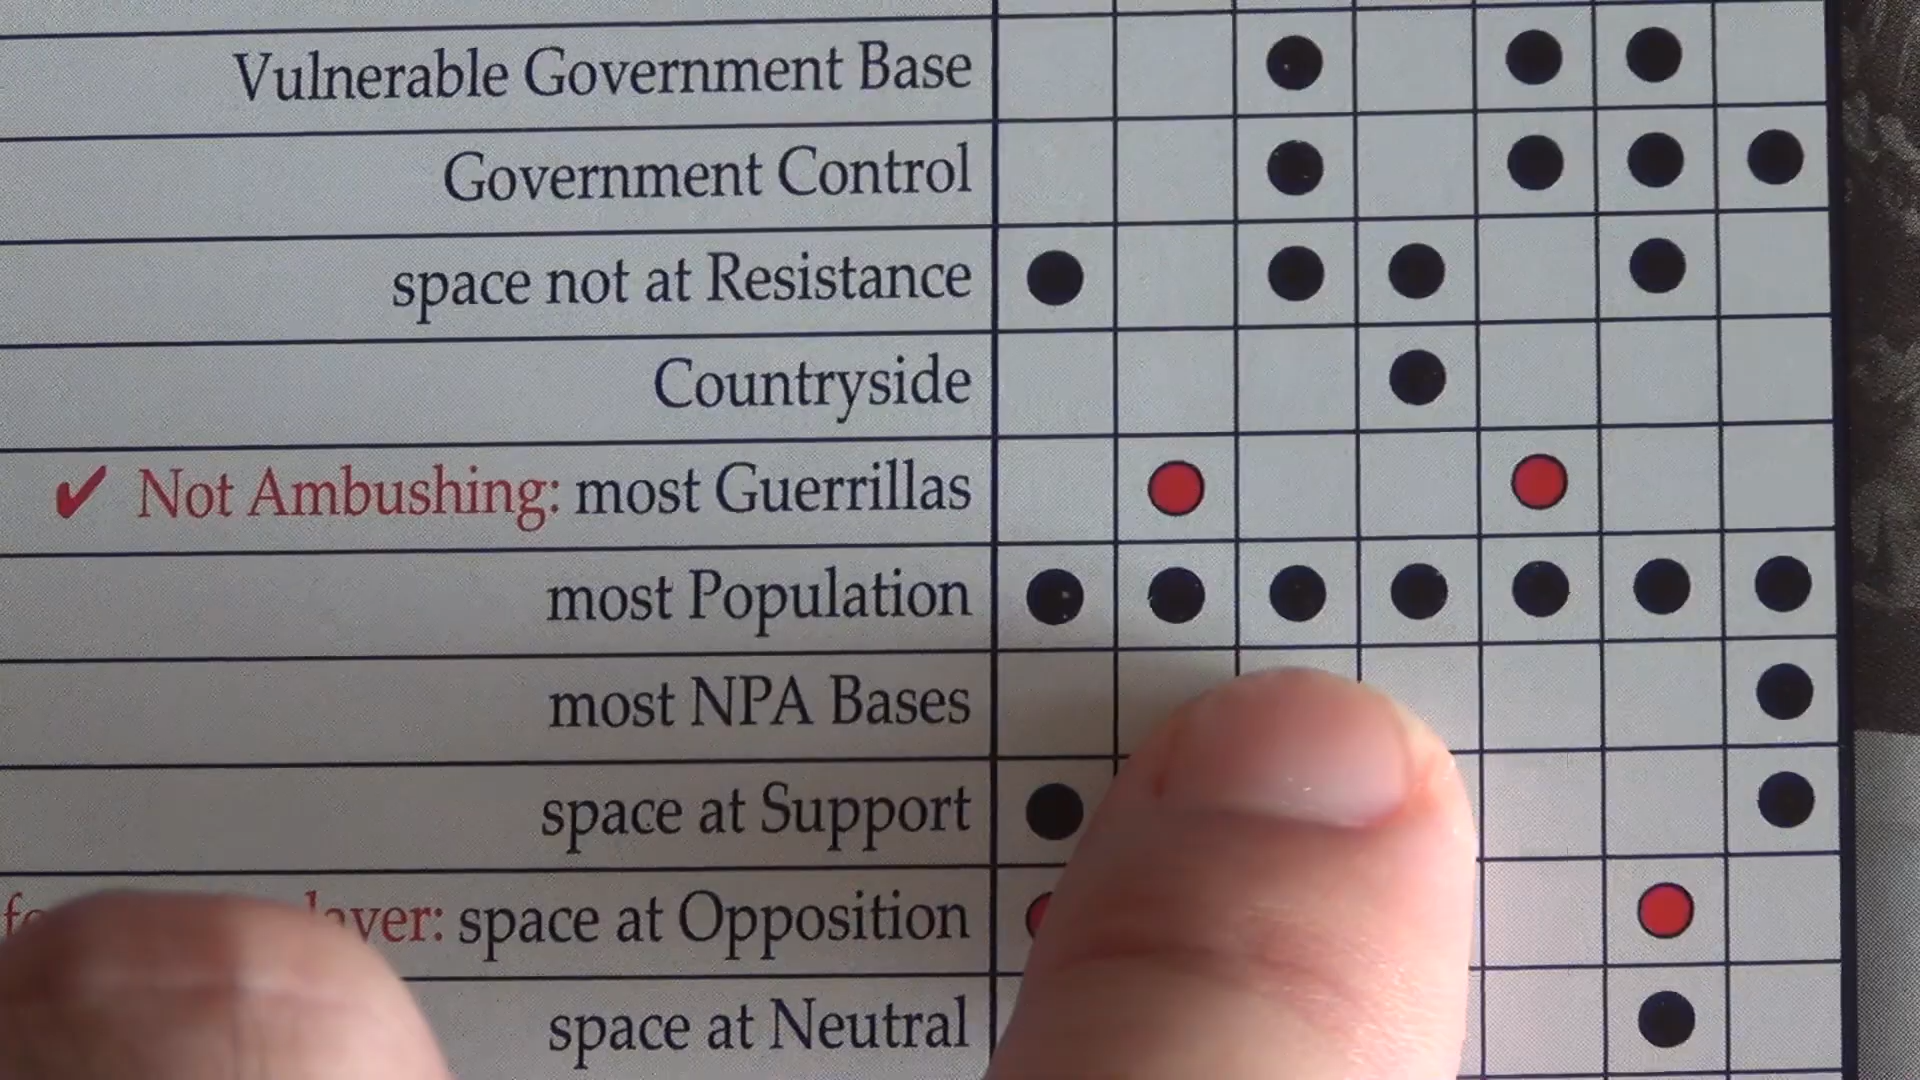 Vulnerable Government Base
Government Control
space not at Resistance
Countryside
✔ Not Ambushing: most Guerrillas
most Population
most NPA Bases
space at Support
space at Opposition
space at Neutral